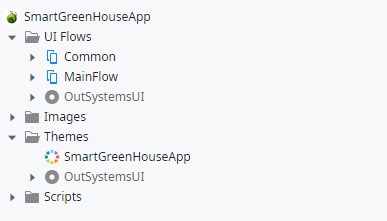 SmartGreenHouseApp
UI Flows
Common
MainFlow
OutSystemsUI
Images
Themes
SmartGreenHouseApp
OutSystemsUI
Scripts